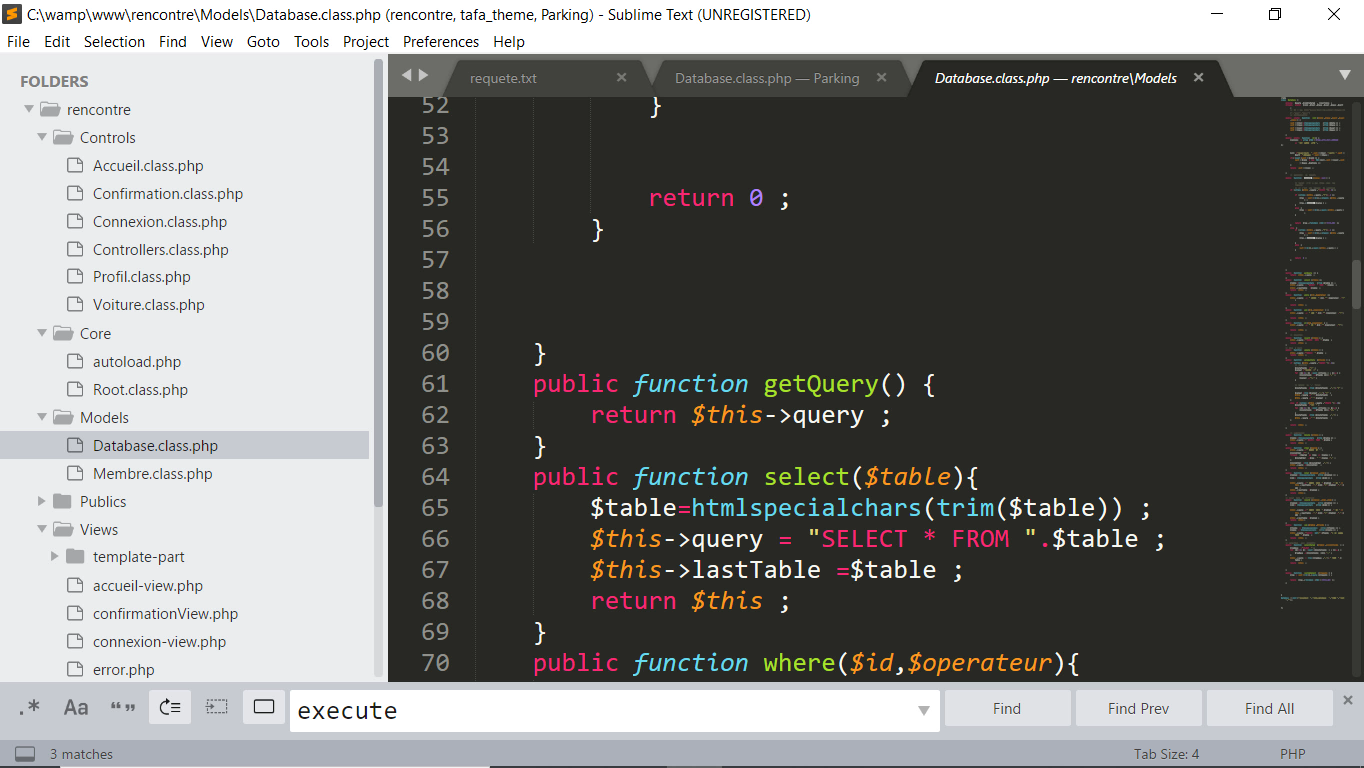 C:\wamp\www\rencontre\Models\Database.class.php (rencontre, tafa_theme, Parking) - Sublime Text (UNREGISTERED)
File Edit Selection Find View Goto Tools Project Preferences Help
FOLDERS
rencontre
Controls
Accueil.class.php
Confirmation.class.php
Connexion.class.php
Controllers.class.php
Profil.class.php
Voiture.class.php
Core
autoload.php
Root.class.php
Models
Database.class.php
Membre.class.php
Publics
Views
template-part
accueil-view.php
confirmationView.php
connexion-view.php
error.php
requete.txt
Database.class.php — Parking
Database.class.php — rencontre\Models
52 }
53
54
55 return 0 ;
56 }
57
58
59
60 }
61 public function getQuery() {
62 return $this->query ;
63 }
64 public function select($table){
65 $table=htmlspecialchars(trim($table)) ;
66 $this->query = "SELECT * FROM ".$table ;
67 $this->lastTable =$table ;
68 return $this ;
69 }
70 public function where($id,$operateur){
.* Aa “ ” execute Find Find Prev Find All
3 matches Tab Size: 4 PHP